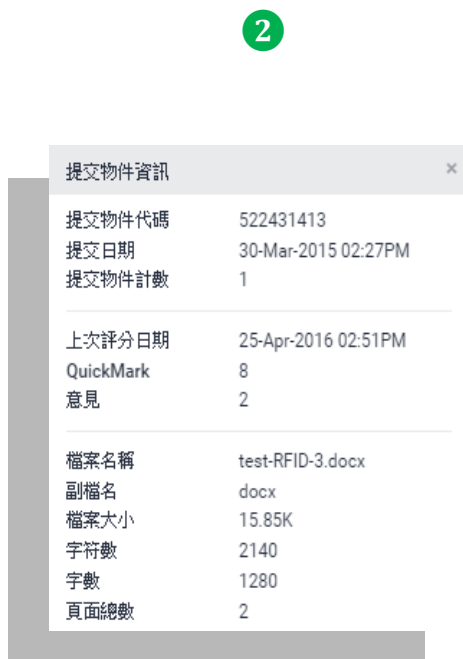 2
提交物件資訊 ×
提交物件代碼 522431413
提交日期 30-Mar-2015 02:27PM
提交物件計數 1
上次評分日期 25-Apr-2016 02:51PM
QuickMark 8
意見 2
檔案名稱 test-RFID-3.docx
副檔名 docx
檔案大小 15.85K
字符數 2140
字數 1280
頁面總數 2